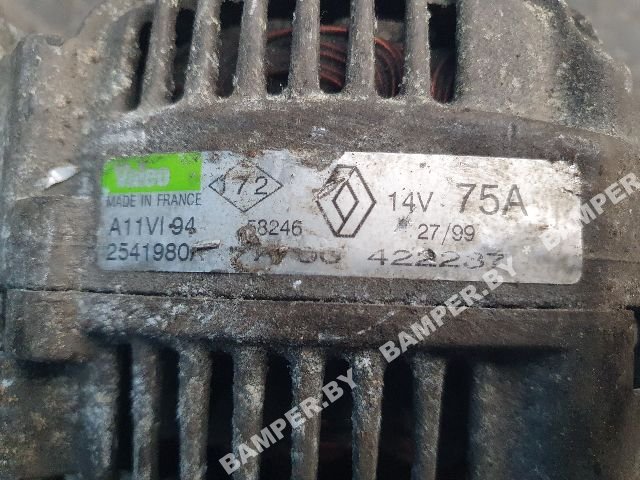 Valeo
172
MADE IN FRANCE
14V 75A
A11VI 94 58246 27/99
2541980 422237
BAMPER.BY
BAMPER.BY
BAMPER.BY